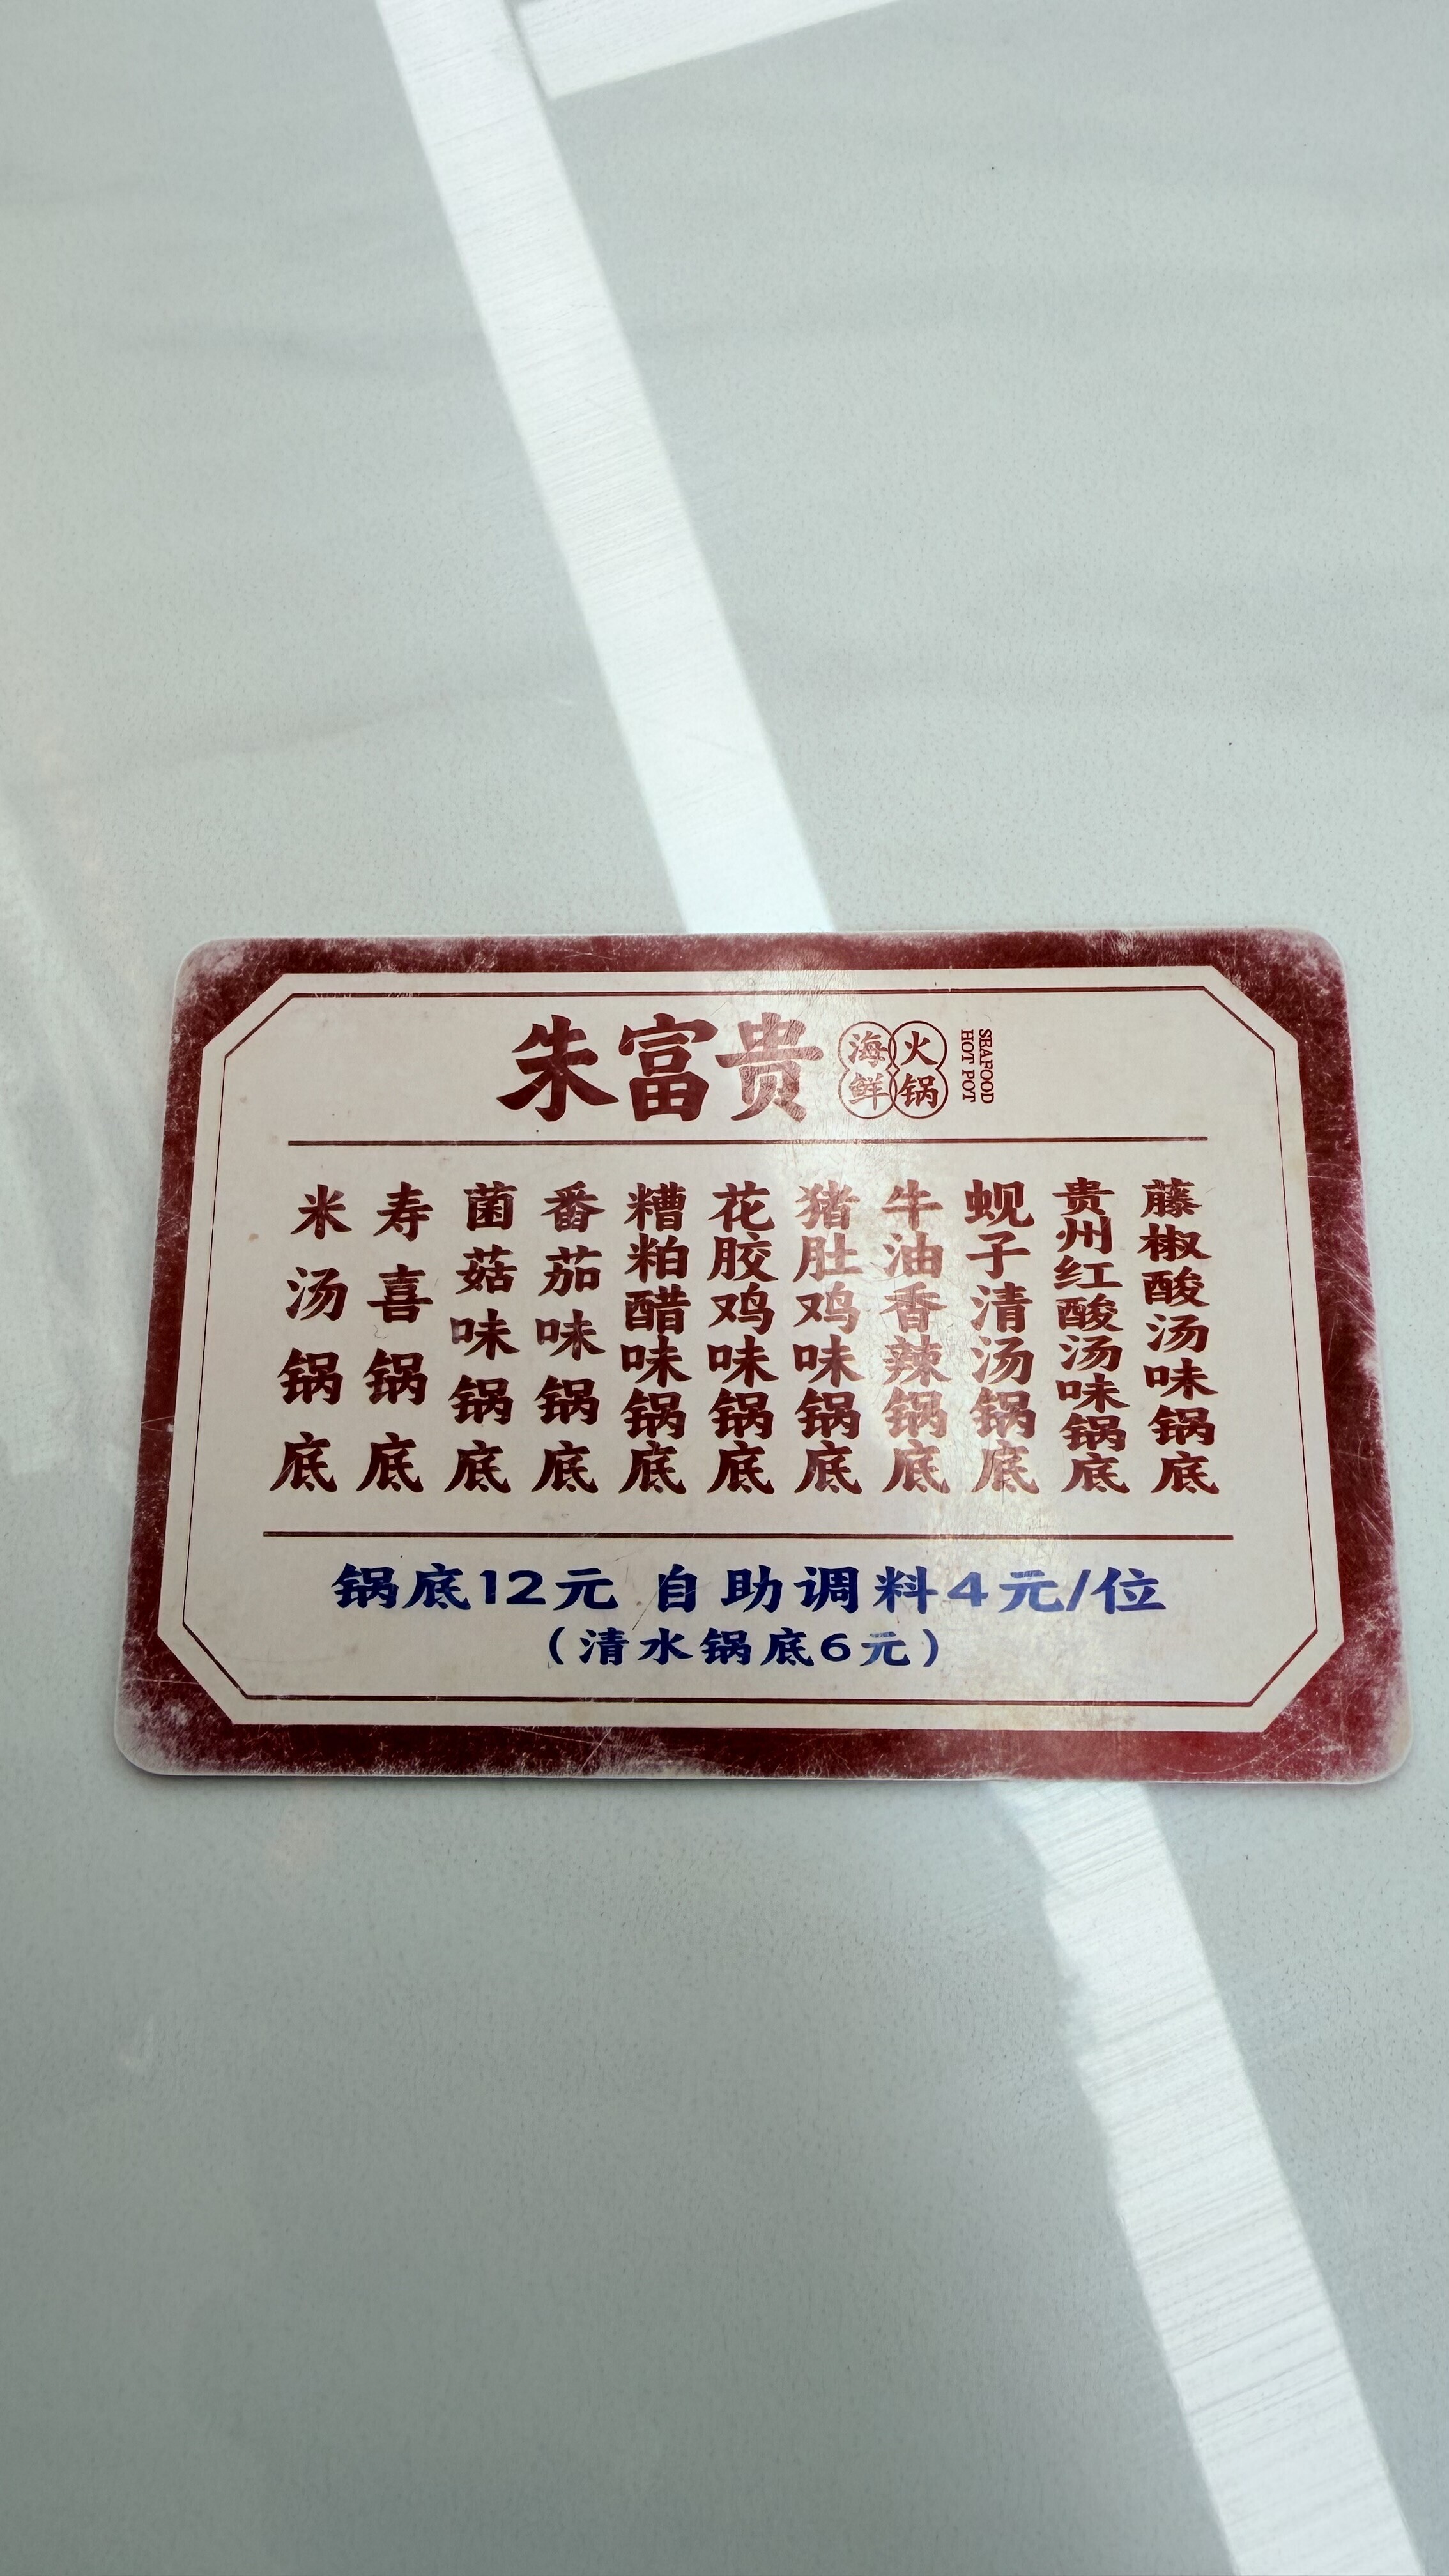 朱富贵
海鲜
火锅
SEAFOOD
HOT POT
米汤锅底
寿喜锅底
菌菇味锅底
番茄味锅底
糟粕醋味锅底
花胶鸡味锅底
猪肚鸡味锅底
牛油香辣锅底
蚬子清汤锅底
贵州红酸汤味锅底
藤椒酸汤味锅底
锅底12元 自助调料4元/位
（清水锅底6元）